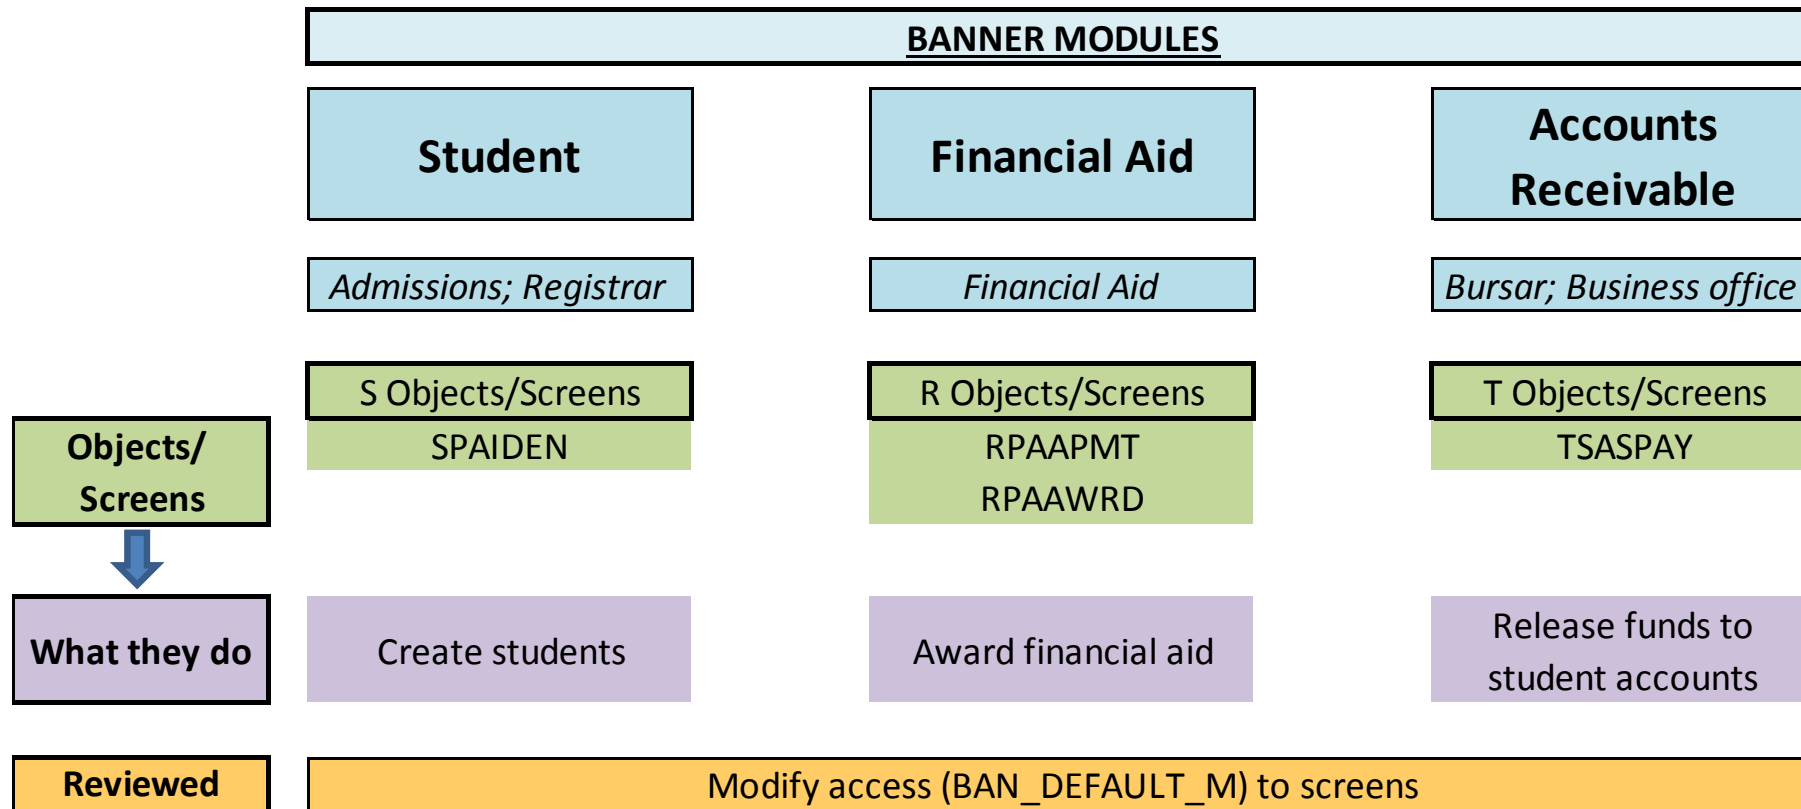 BANNER MODULES
Student
Financial Aid
Accounts
Receivable
Admissions; Registrar
Financial Aid
Bursar; Business office
S Objects/Screens
R Objects/Screens
T Objects/Screens
Objects/
Screens
SPAIDEN
RPAAPMT
RPAAWRD
TSASPAY
What they do
Create students
Award financial aid
Release funds to
student accounts
Reviewed
Modify access (BAN_DEFAULT_M) to screens